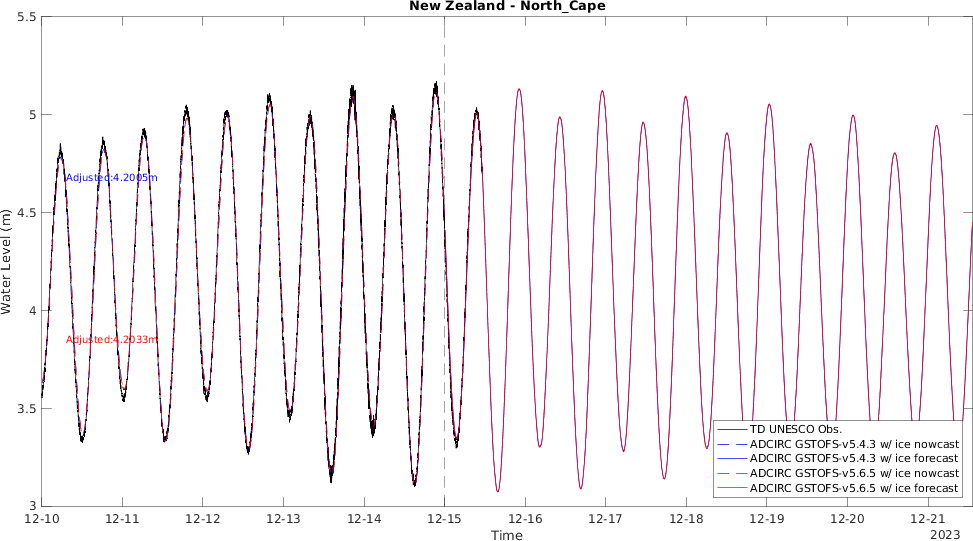 New Zealand - North_Cape
5.5
5
4.5
4
3.5
3
Water Level (m)
Adjusted:4.2005m
Adjusted:4.2033m
TD UNESCO Obs.
ADCIRC GSTOFS-v5.4.3 w/ ice nowcast
ADCIRC GSTOFS-v5.4.3 w/ ice forecast
ADCIRC GSTOFS-v5.6.5 w/ ice nowcast
ADCIRC GSTOFS-v5.6.5 w/ ice forecast
12-10 12-11 12-12 12-13 12-14 12-15 12-16 12-17 12-18 12-19 12-20 12-21
Time
2023